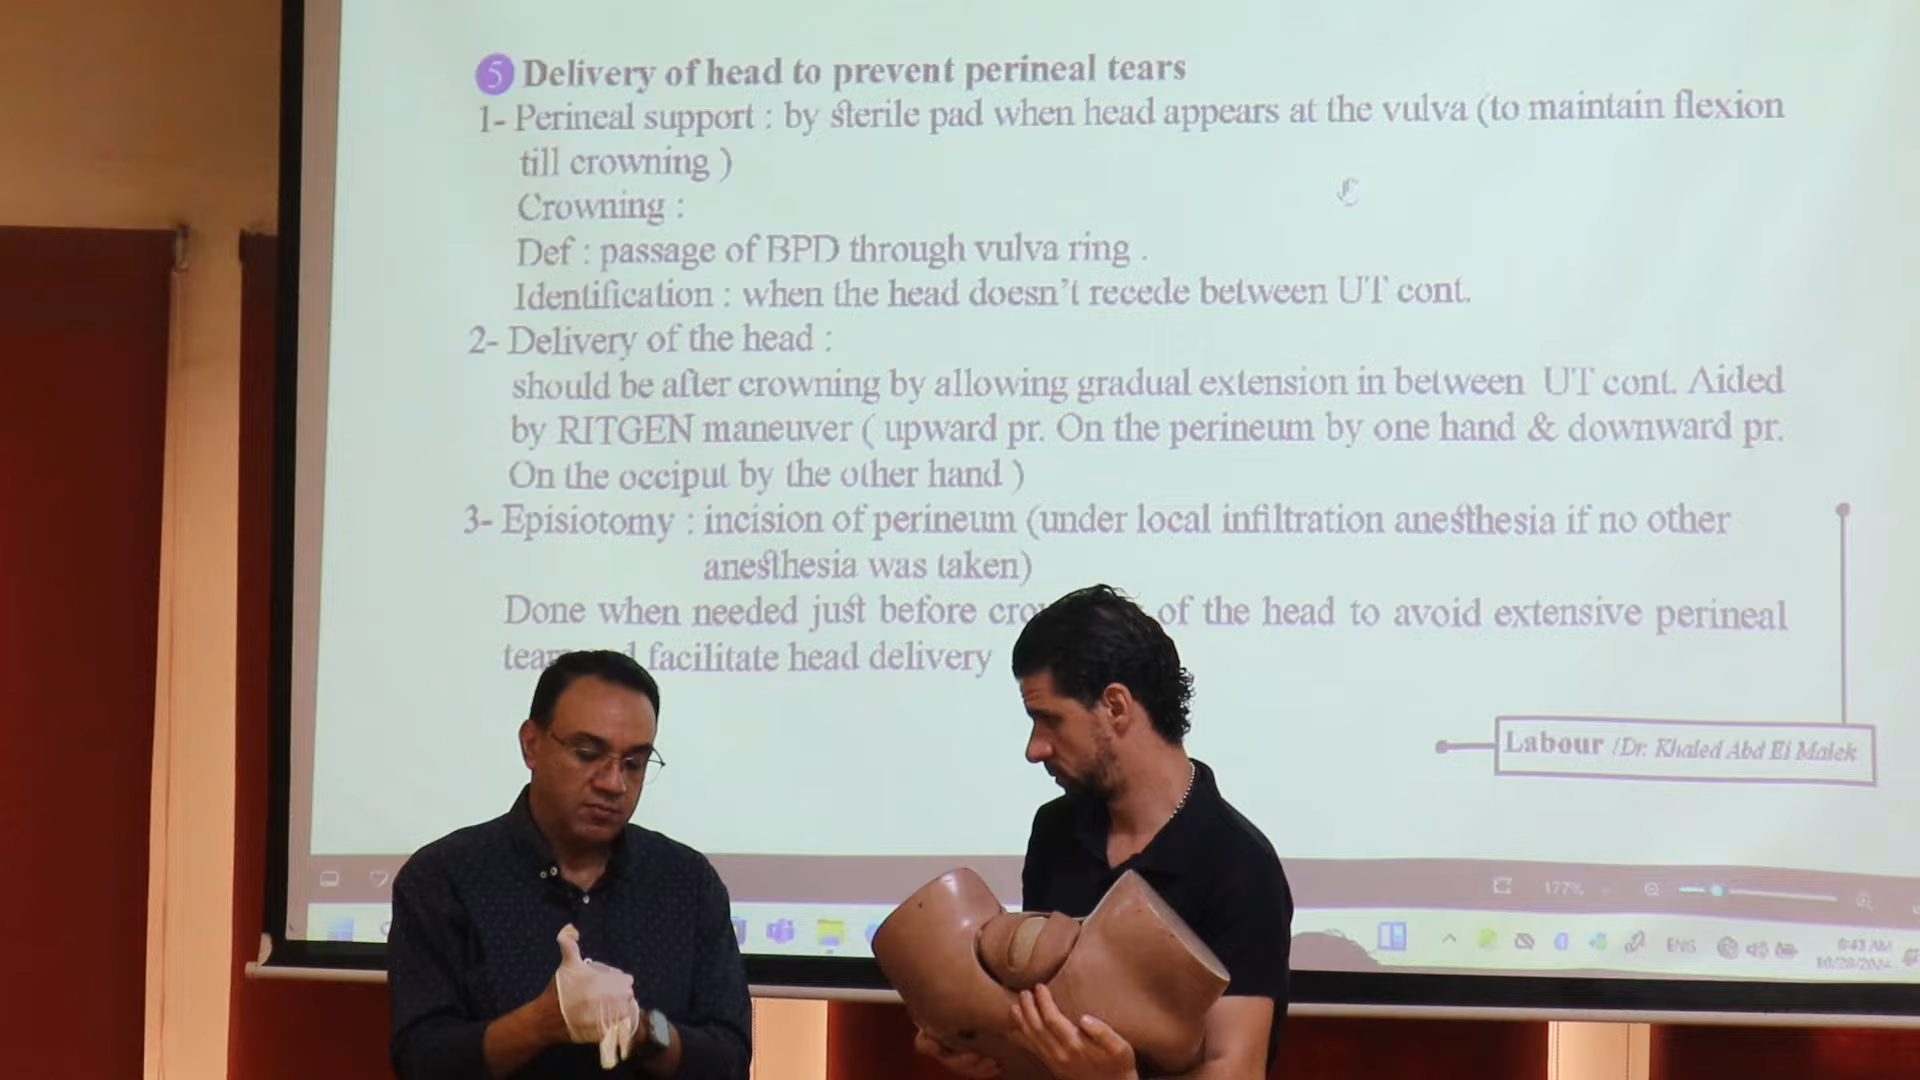 5 Delivery of head to prevent perineal tears
1- Perineal support : by sterile pad when head appears at the vulva (to maintain flexion
till crowning )
Crowning :
Def : passage of BPD through vulva ring .
Identification : when the head doesn't recede between UT cont.
2- Delivery of the head :
should be after crowning by allowing gradual extension in between UT cont. Aided
by RITGEN maneuver ( upward pr. On the perineum by one hand & downward pr.
On the occiput by the other hand )
3- Episiotomy : incision of perineum (under local infiltration anesthesia if no other
anesthesia was taken)
Done when needed just before of the head to avoid extensive perineal
facilitate head delivery
Labour /Dr. Khaled Abd El Malek
177%
ENG
8:43 AM